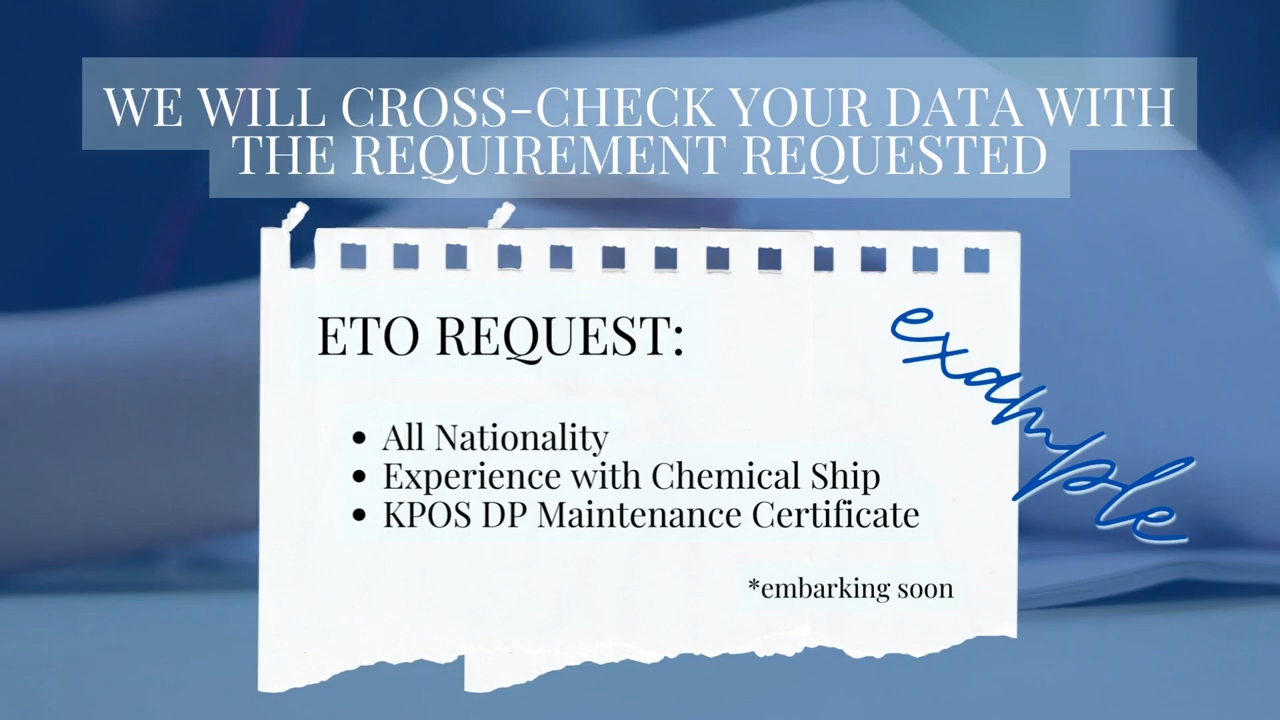 WE WILL CROSS-CHECK YOUR DATA WITH
THE REQUIREMENT REQUESTED
ETO REQUEST:
example
• All Nationality
• Experience with Chemical Ship
• KPOS DP Maintenance Certificate
*embarking soon